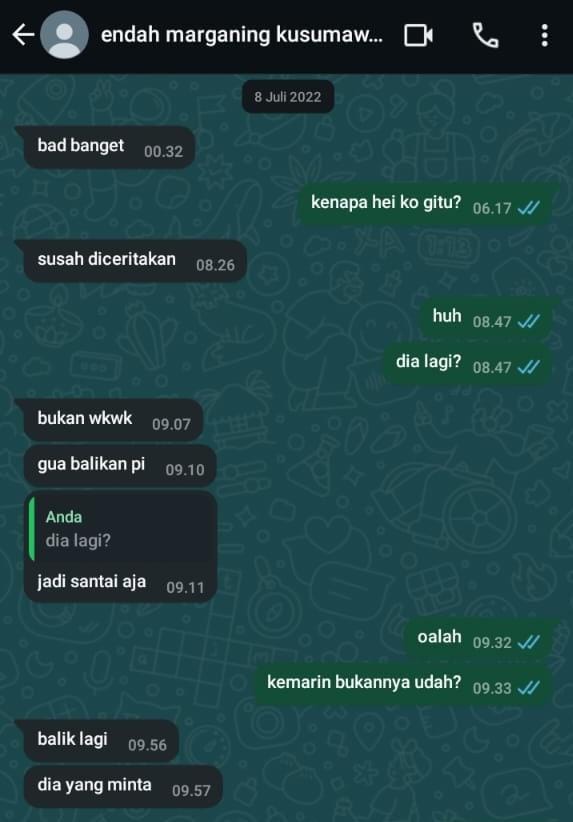 endah marganing kusumaw...
8 Juli 2022
bad banget 00.32
kenapa hei ko gitu? 06.17
susah diceritakan 08.26
huh 08.47
dia lagi? 08.47
bukan wkwk 09.07
gua balikan pi 09.10
Anda
dia lagi?
jadi santai aja 09.11
oalah 09.32
kemarin bukannya udah? 09.33
balik lagi 09.56
dia yang minta 09.57